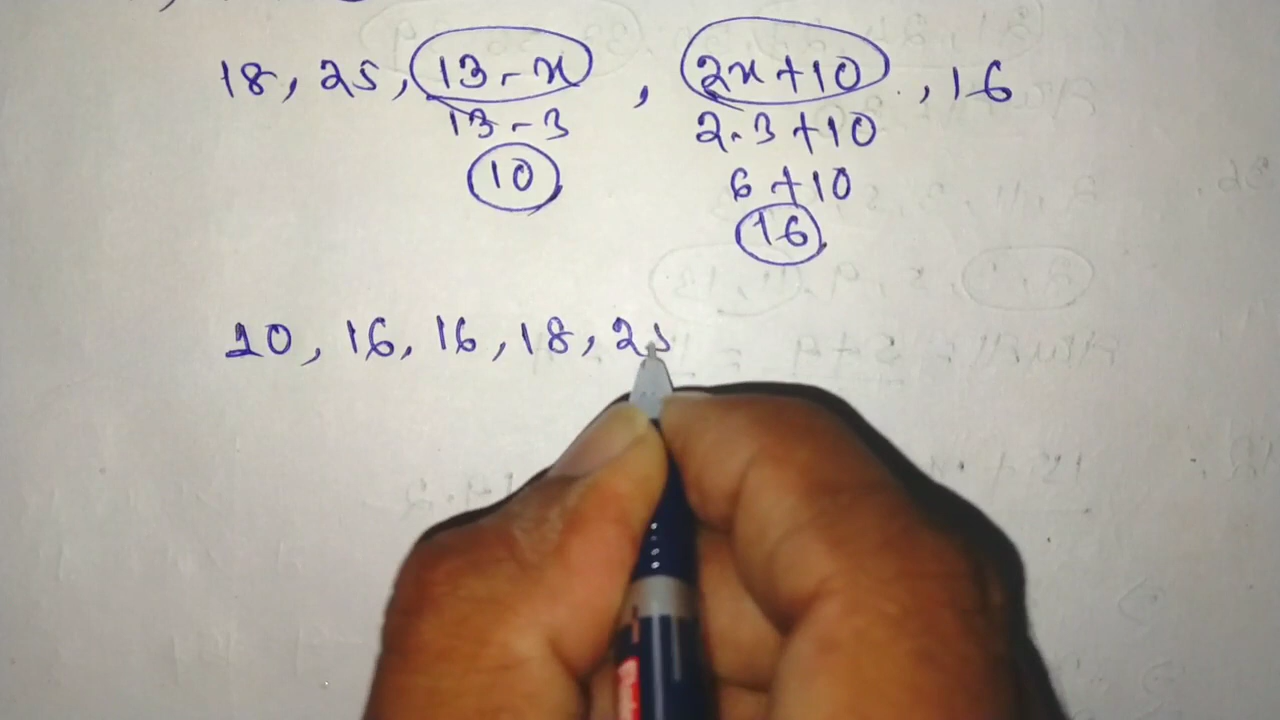 18, 25, 13-x, 2x+10, 16
13-3 2.3+10
10 6+10
16
10, 16, 16, 18, 25